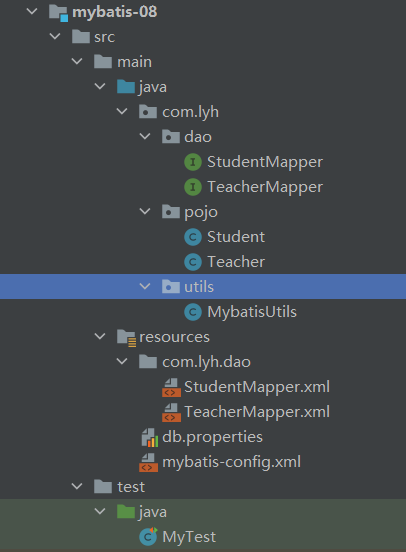 mybatis-08
src
main
java
com.lyh
dao
StudentMapper
TeacherMapper
pojo
Student
Teacher
utils
MybatisUtils
resources
com.lyh.dao
StudentMapper.xml
TeacherMapper.xml
db.properties
mybatis-config.xml
test
java
MyTest